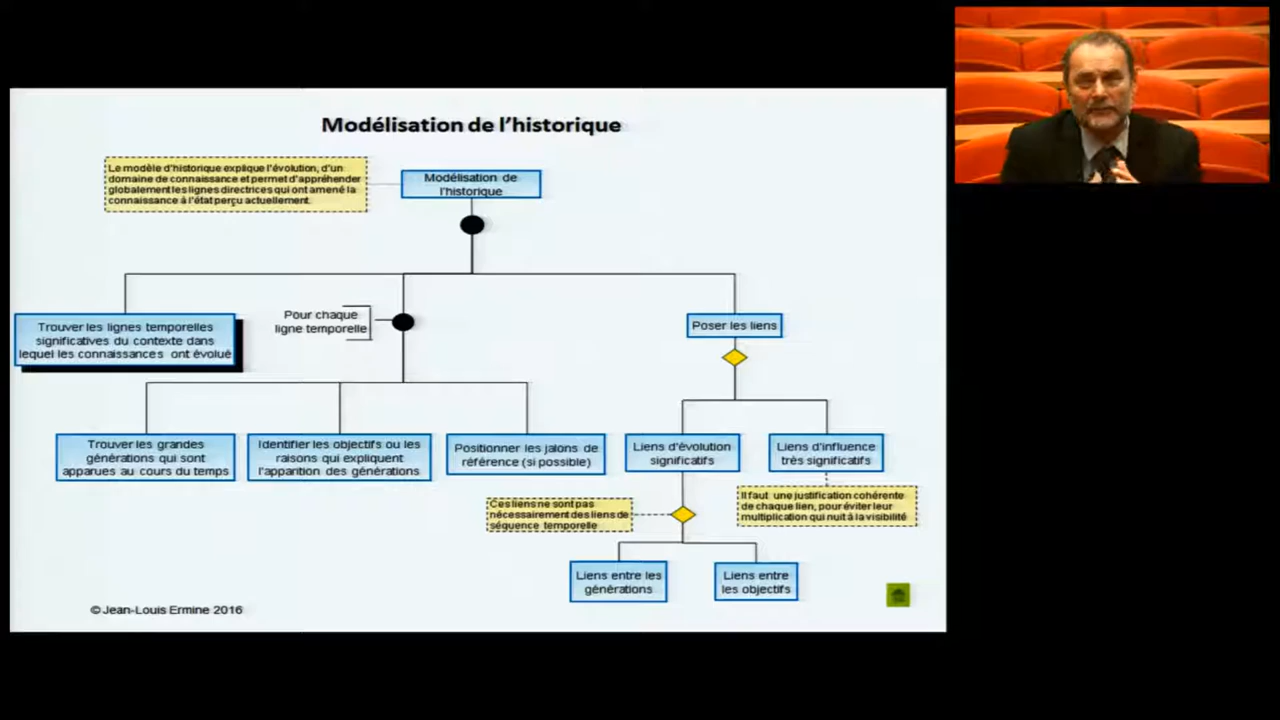 Modélisation de l'historique
Le modèle d'historique explique l'évolution, d'un
domaine de connaissance et permet d'appréhender
globalement les lignes directrices qui ont amené la
connaissance à l'état perçu actuellement.
Modélisation de
l'historique
Pour chaque
ligne temporelle
Trouver les lignes temporelles
significatives du contexte dans
lequel les connaissances ont évolué
Poser les liens
Trouver les grandes
générations qui sont
apparues au cours du temps
Identifier les objectifs ou les
raisons qui expliquent
l'apparition des générations
Positionner les jalons de
référence (si possible)
Liens d'évolution
significatifs
Liens d'influence
très significatifs
Ces liens ne sont pas
nécessairement des liens de
séquence temporelle
Il faut une justification cohérente
de chaque lien, pour éviter leur
multiplication qui nuit à la visibilité
Liens entre les
générations
Liens entre
les objectifs
© Jean-Louis Ermine 2016